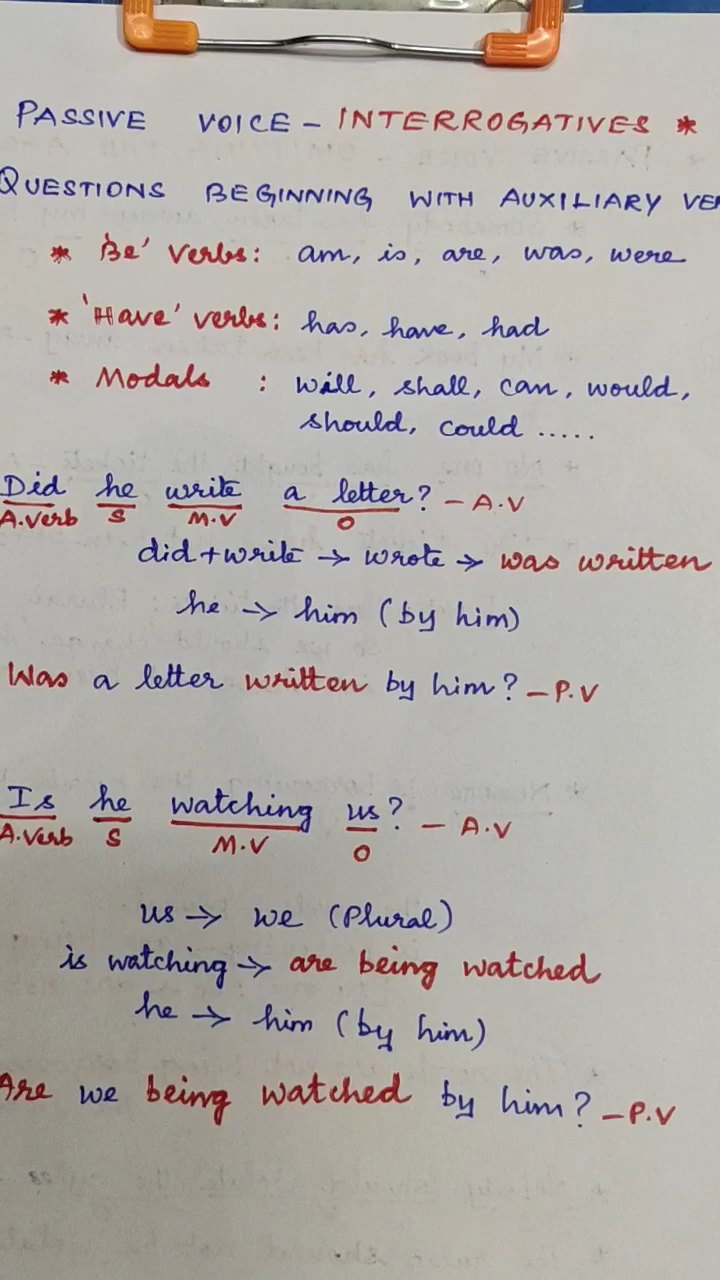 PASSIVE VOICE – INTERROGATIVES *
QUESTIONS BEGINNING WITH AUXILIARY VE
* 'Be' verbs: am, is, are, was, were
* 'Have' verbs: has, have, had
* Modals : will, shall, can, would,
should, could .....
Did he write a letter? – A.V
A.verb S M.V O
did + write → wrote → was written
he → him (by him)
Was a letter written by him? – P.V
Is he watching us? – A.V
A.verb S M.V O
us → we (Plural)
is watching → are being watched
he → him (by him)
Are we being watched by him? – P.V